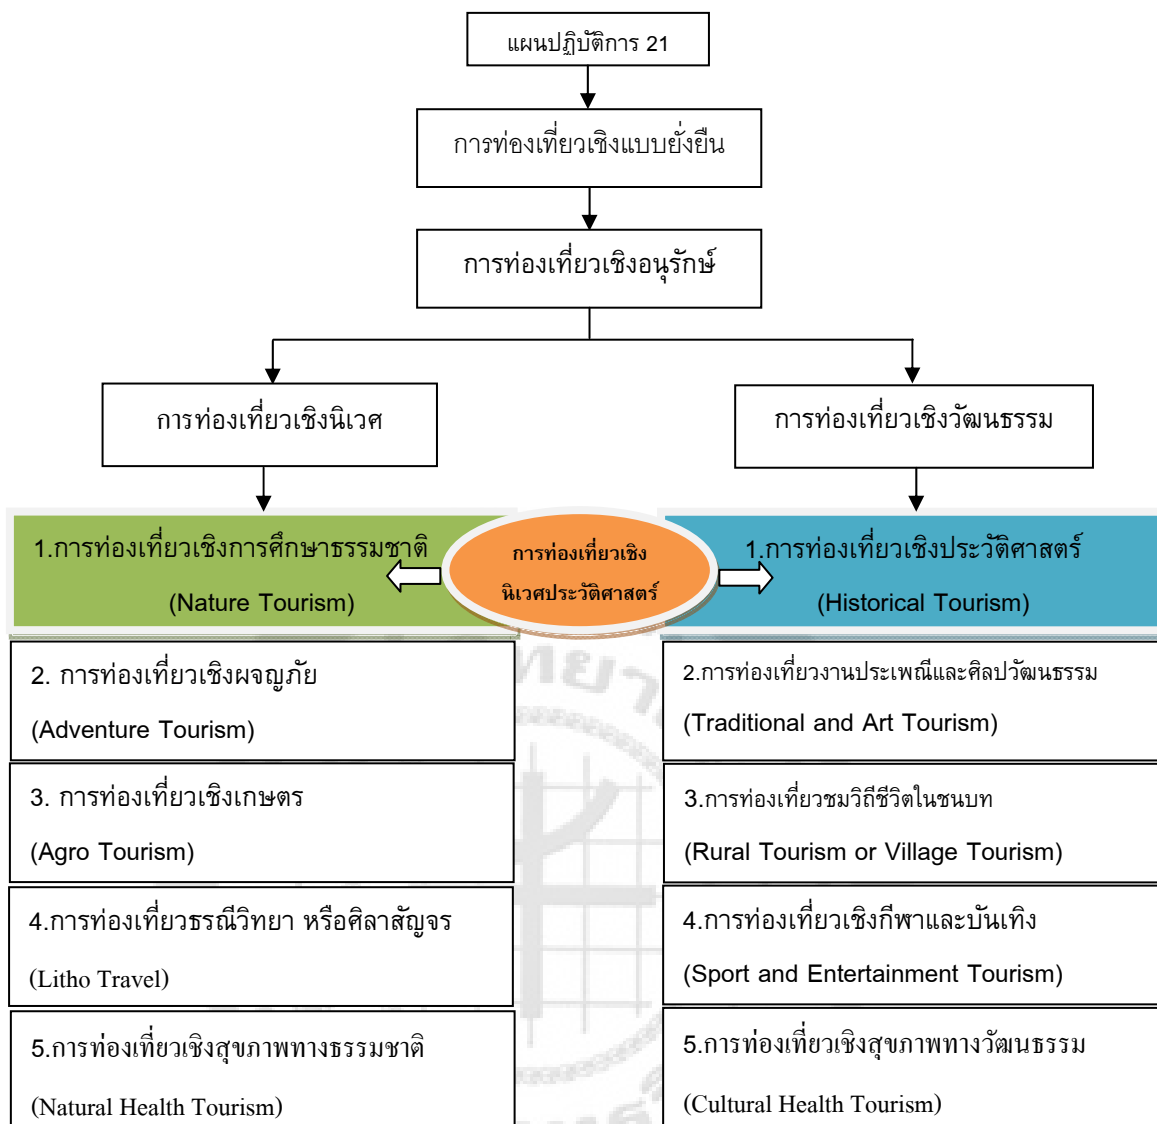 แผนปฏิบัติการ 21
การท่องเที่ยวเชิงแบบยั่งยืน
การท่องเที่ยวเชิงอนุรักษ์
การท่องเที่ยวเชิงนิเวศ
การท่องเที่ยวเชิงวัฒนธรรม
1.การท่องเที่ยวเชิงการศึกษาธรรมชาติ
(Nature Tourism)
การท่องเที่ยวเชิง
นิเวศประวัติศาสตร์
1.การท่องเที่ยวเชิงประวัติศาสตร์
(Historical Tourism)
2. การท่องเที่ยวเชิงผจญภัย
(Adventure Tourism)
3. การท่องเที่ยวเชิงเกษตร
(Agro Tourism)
4.การท่องเที่ยวธรณีวิทยา หรือศิลาสัญจร
(Litho Travel)
5.การท่องเที่ยวเชิงสุขภาพทางธรรมชาติ
(Natural Health Tourism)
2.การท่องเที่ยวงานประเพณีและศิลปวัฒนธรรม
(Traditional and Art Tourism)
3.การท่องเที่ยวชมวิถีชีวิตในชนบท
(Rural Tourism or Village Tourism)
4.การท่องเที่ยวเชิงกีฬาและบันเทิง
(Sport and Entertainment Tourism)
5.การท่องเที่ยวเชิงสุขภาพทางวัฒนธรรม
(Cultural Health Tourism)